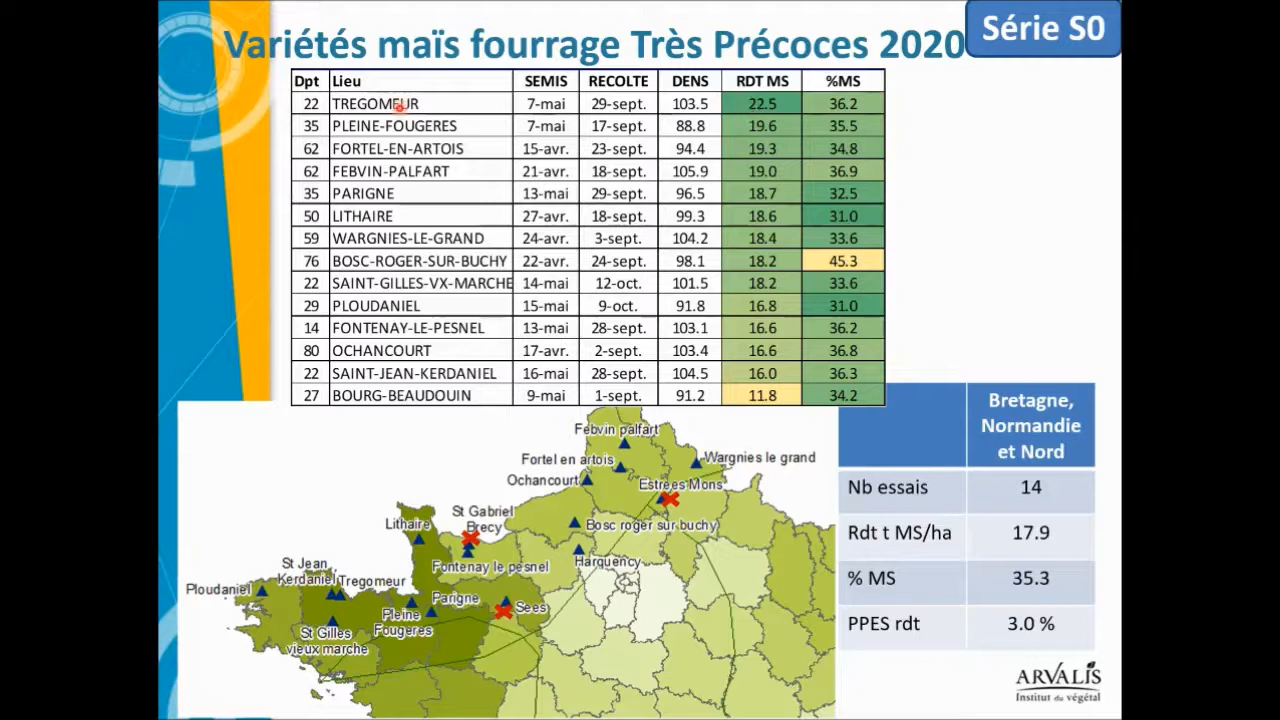 Variétés maïs fourrage Très Précoces 2020
Série S0
Dpt Lieu SEMIS RECOLTE DENS RDT MS %MS
22 TREGOMEUR 7-mai 29-sept. 103.5 22.5 36.2
35 PLEINE-FOUGERES 7-mai 17-sept. 88.8 19.6 35.5
62 FORTEL-EN-ARTOIS 15-avr. 23-sept. 94.4 19.3 34.8
62 FEBVIN-PALFART 21-avr. 18-sept. 105.9 19.0 36.9
35 PARIGNE 13-mai 29-sept. 96.5 18.7 32.5
50 LITHAIRE 27-avr. 18-sept. 99.3 18.6 31.0
59 WARGNIES-LE-GRAND 24-avr. 3-sept. 104.2 18.4 33.6
76 BOSC-ROGER-SUR-BUCHY 22-avr. 24-sept. 98.1 18.2 45.3
22 SAINT-GILLES-VX-MARCHE 14-mai 12-oct. 101.5 18.2 33.6
29 PLOUDANIEL 15-mai 9-oct. 91.8 16.8 31.0
14 FONTENAY-LE-PESNEL 13-mai 28-sept. 103.1 16.6 36.2
80 OCHANCOURT 17-avr. 2-sept. 103.4 16.6 36.8
22 SAINT-JEAN-KERDANIEL 16-mai 28-sept. 104.5 16.0 36.3
27 BOURG-BEAUDOUIN 9-mai 1-sept. 91.2 11.8 34.2
Febvin palfart
Fortel en artois
Wargnies le grand
Ochancourt
Estrées Mons
St Gabriel
Brecy
Lithaire
Bosc roger sur buchy
Fontenay le pesnel
Harquency
St Jean
Kerdaniel
Tregomeur
Ploudaniel
Parigne
Pleine
Fougeres
Sees
St Gilles
vieux marche
Bretagne,
Normandie
et Nord
Nb essais 14
Rdt t MS/ha 17.9
% MS 35.3
PPES rdt 3.0 %
ARVALIS
Institut du végétal